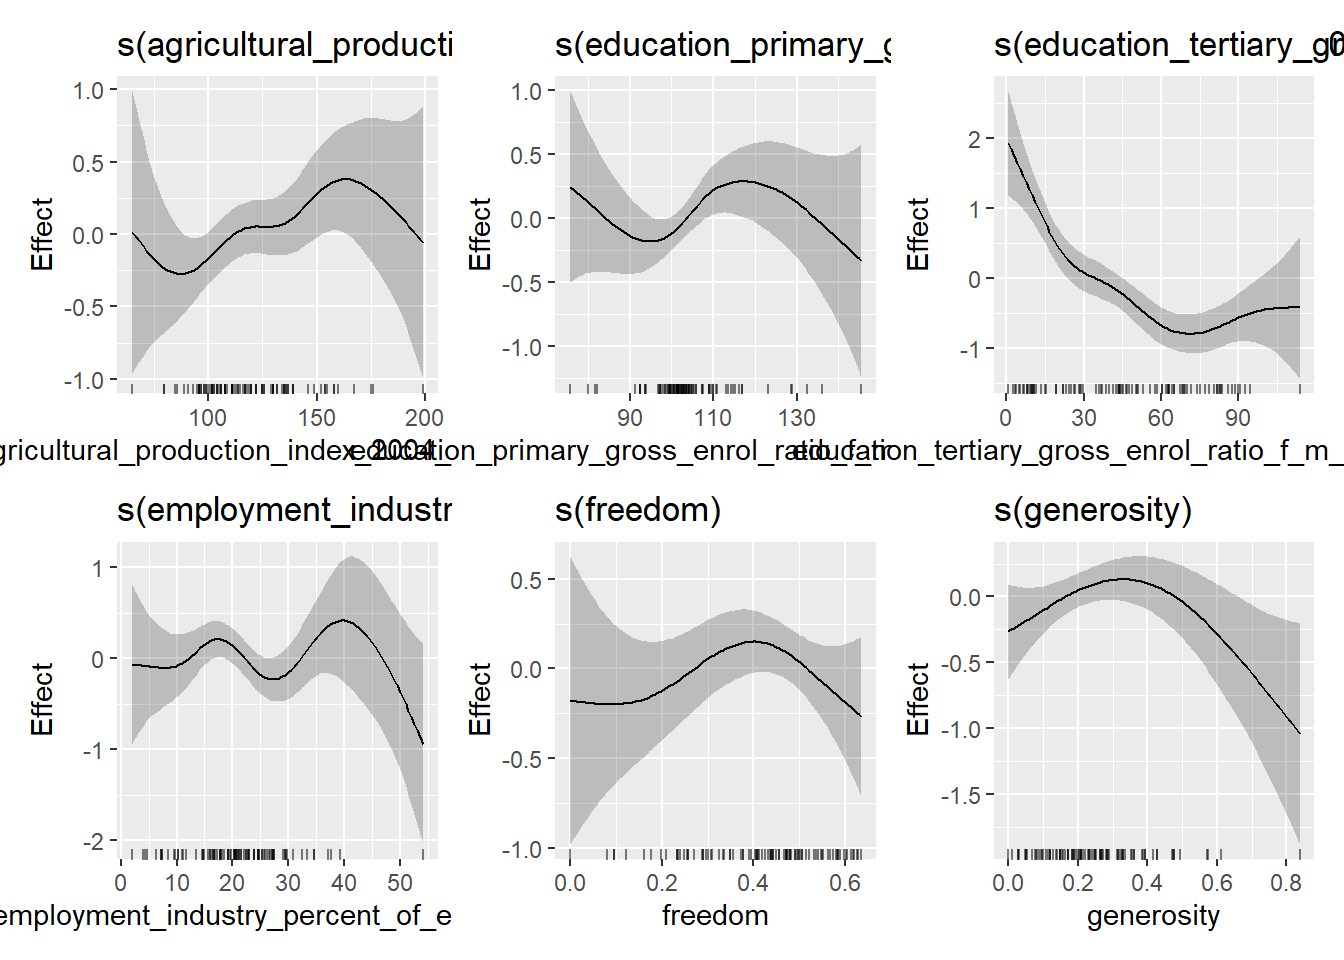 s(agricultural_producti
1.0
0.5
0.0
-0.5
-1.0
Effect
100 150 200
s(education_primary_g
1.0
0.5
0.0
-0.5
-1.0
Effect
90 110 130
s(education_tertiary_gr
2
1
0
-1
Effect
0 30 60 90
gricultural_production_index_2004
education_primary_gross_enrol_ratio_f_m
education_tertiary_gross_enrol_ratio_f_m_
s(employment_industr
1
0
-1
-2
Effect
0 10 20 30 40 50
employment_industry_percent_of_e
s(freedom)
0.5
0.0
-0.5
-1.0
Effect
0.0 0.2 0.4 0.6
freedom
s(generosity)
0.0
-0.5
-1.0
-1.5
Effect
0.0 0.2 0.4 0.6 0.8
generosity